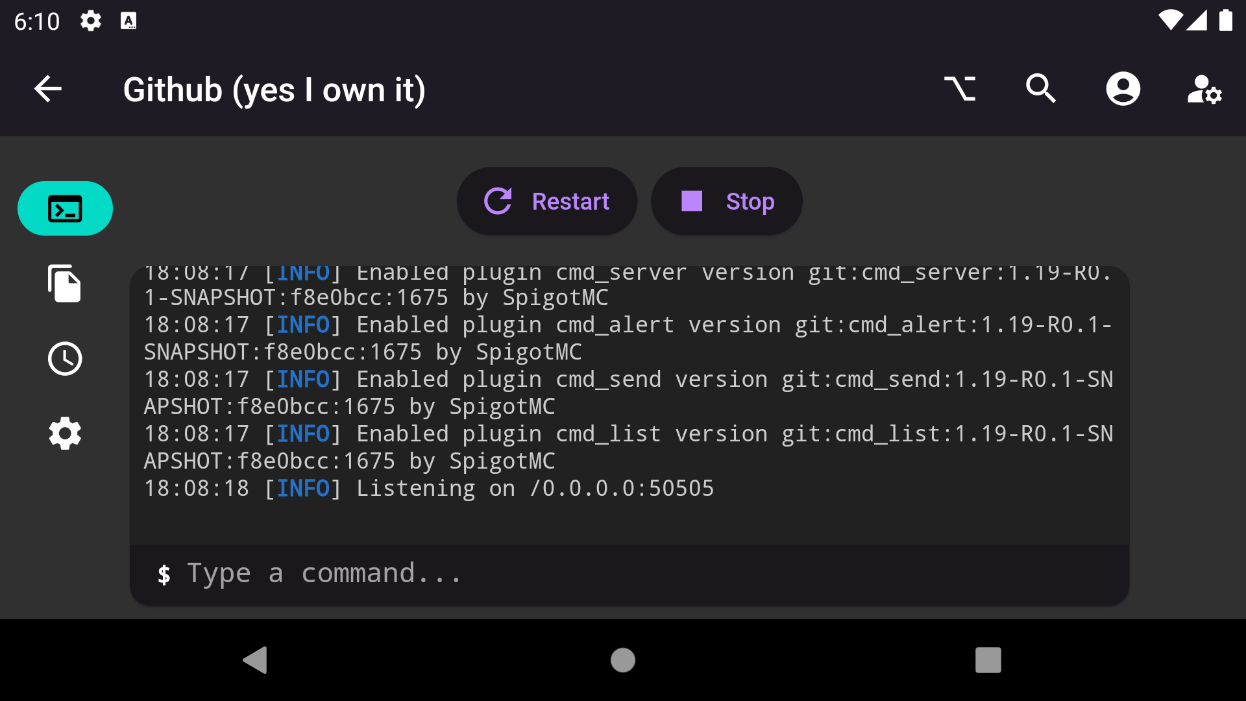 6:10
A
Github (yes I own it)
Restart
Stop
18:08:17 [INFO] Enabled plugin cmd_server version git:cmd_server:1.19-R0.
1-SNAPSHOT:f8e0bcc:1675 by SpigotMC
18:08:17 [INFO] Enabled plugin cmd_alert version git:cmd_alert:1.19-R0.1-
SNAPSHOT:f8e0bcc:1675 by SpigotMC
18:08:17 [INFO] Enabled plugin cmd_send version git:cmd_send:1.19-R0.1-SN
APSHOT:f8e0bcc:1675 by SpigotMC
18:08:17 [INFO] Enabled plugin cmd_list version git:cmd_list:1.19-R0.1-SN
APSHOT:f8e0bcc:1675 by SpigotMC
18:08:18 [INFO] Listening on /0.0.0.0:50505
$ Type a command...